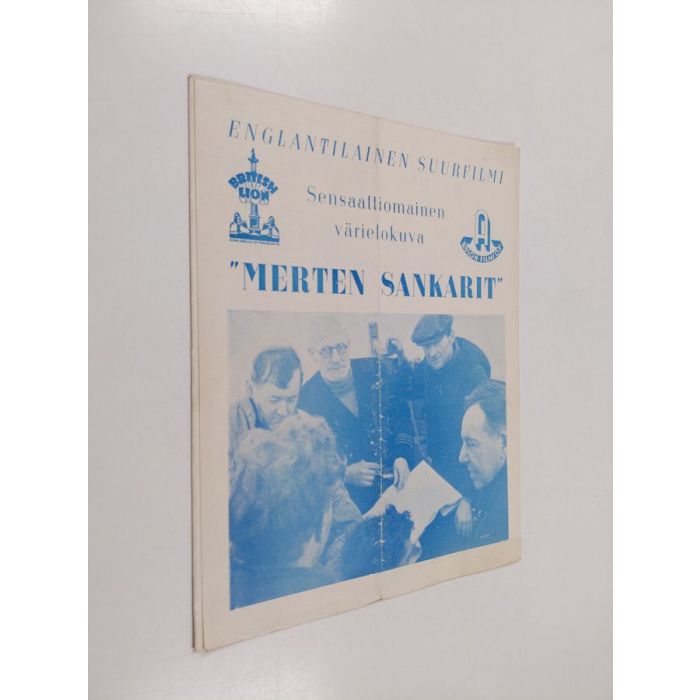 ENGLANTILAINEN SUURFILMI
BRITISH
LION
Sensaatiomainen
värielokuva
"MERTEN SANKARIT"